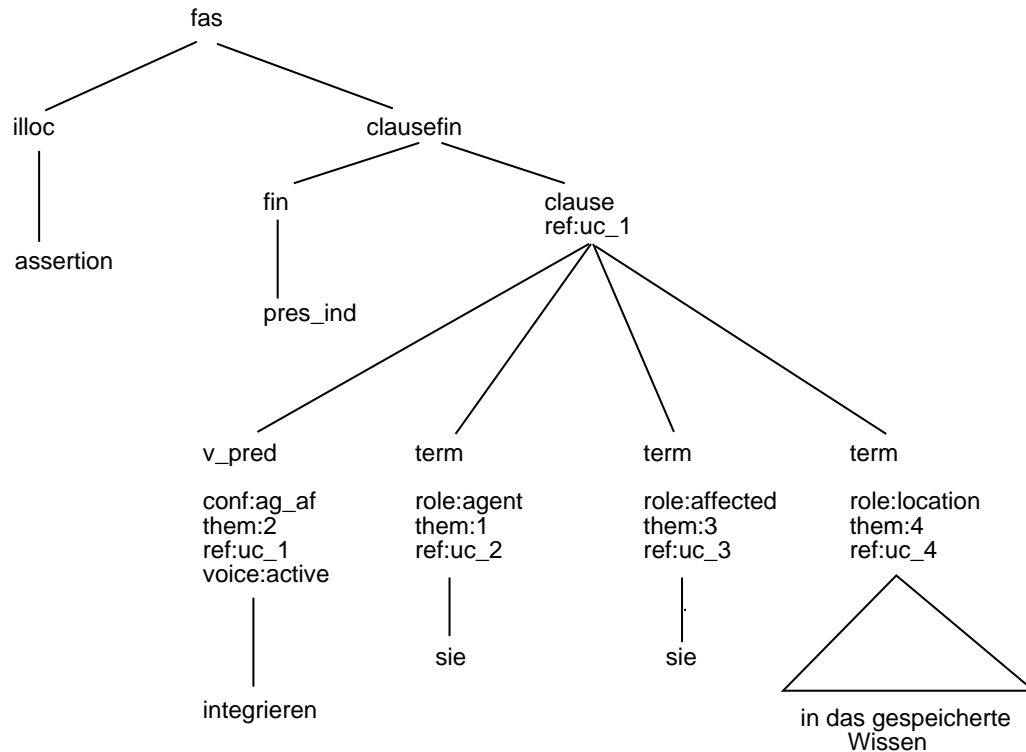 fas
illoc
clausefin
fin
clause
ref:uc_1
assertion
pres_ind
v_pred
term
term
term
conf:ag_af
them:2
ref:uc_1
voice:active
role:agent
them:1
ref:uc_2
role:affected
them:3
ref:uc_3
role:location
them:4
ref:uc_4
sie
sie
integrieren
in das gespeicherte
Wissen